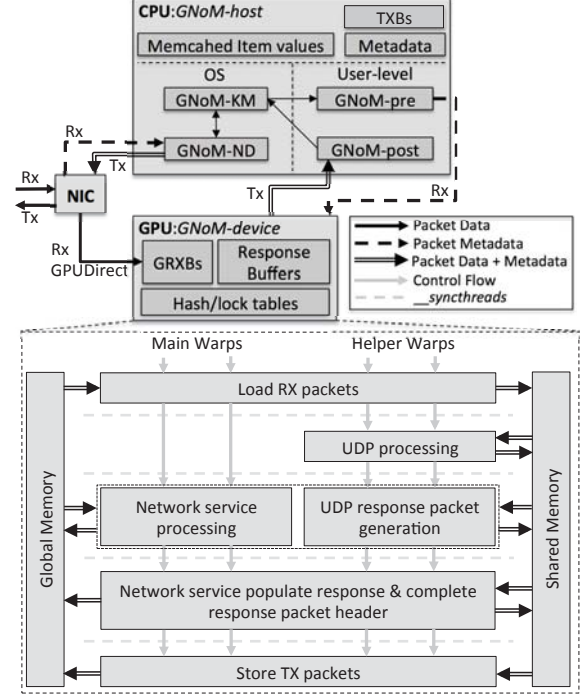 CPU:GNoM-host
TXBs
Memcahed Item values
Metadata
OS
User-level
GNoM-KM
GNoM-pre
Rx
GNoM-ND
GNoM-post
Tx
Rx
NIC
Tx
Tx
Rx
GPU:GNoM-device
Rx
GPUDirect
GRXBs
Response
Buffers
Hash/lock tables
Packet Data
Packet Metadata
Packet Data + Metadata
Control Flow
__syncthreads
Main Warps
Helper Warps
Load RX packets
UDP processing
Global Memory
Shared Memory
Network service
processing
UDP response packet
generation
Network service populate response & complete
response packet header
Store TX packets